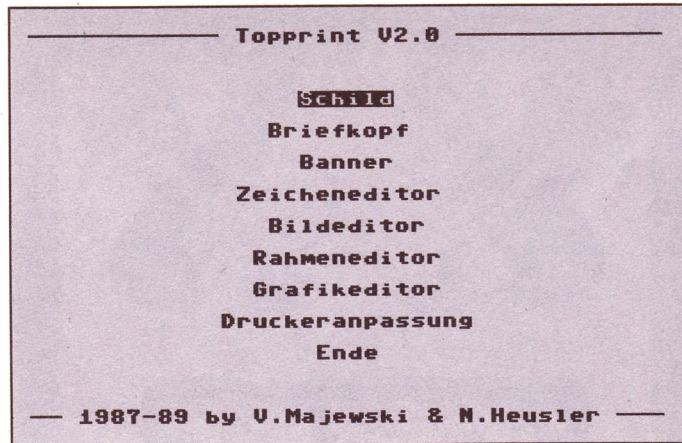 Topprint V2.0
Schild
Briefkopf
Banner
Zeicheneditor
Bildeditor
Rahmeneditor
Grafikeditor
Druckeranpassung
Ende
1987-89 by V.Majewski & N.Heusler